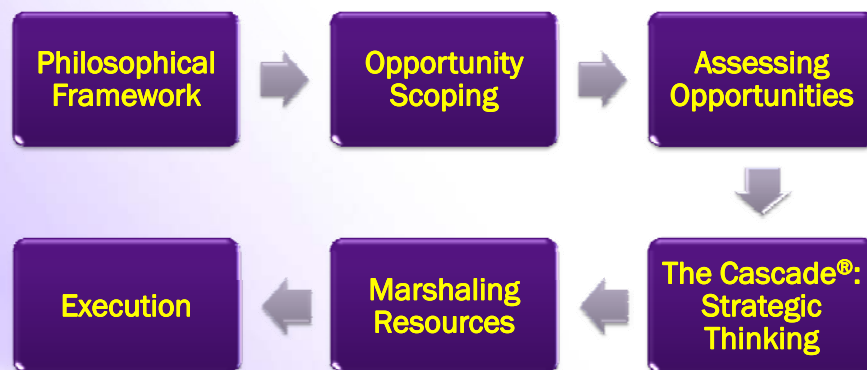 Philosophical
Framework
Opportunity
Scoping
Assessing
Opportunities
The Cascade®:
Strategic
Thinking
Marshaling
Resources
Execution